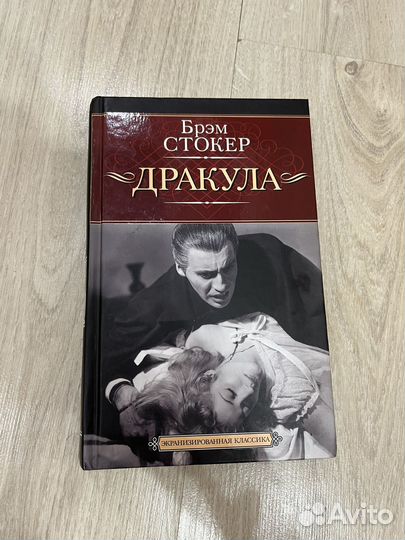 Брэм
СТОКЕР
ДРАКУЛА
ЭКРАНИЗИРОВАННАЯ КЛАССИКА
Avito